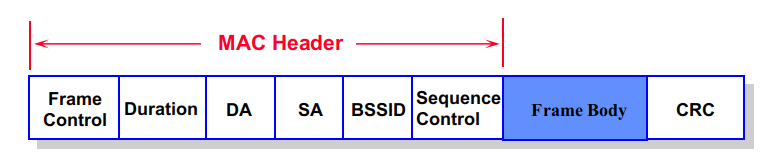 MAC Header
Frame
Control
Duration
DA
SA
BSSID
Sequence
Control
Frame Body
CRC